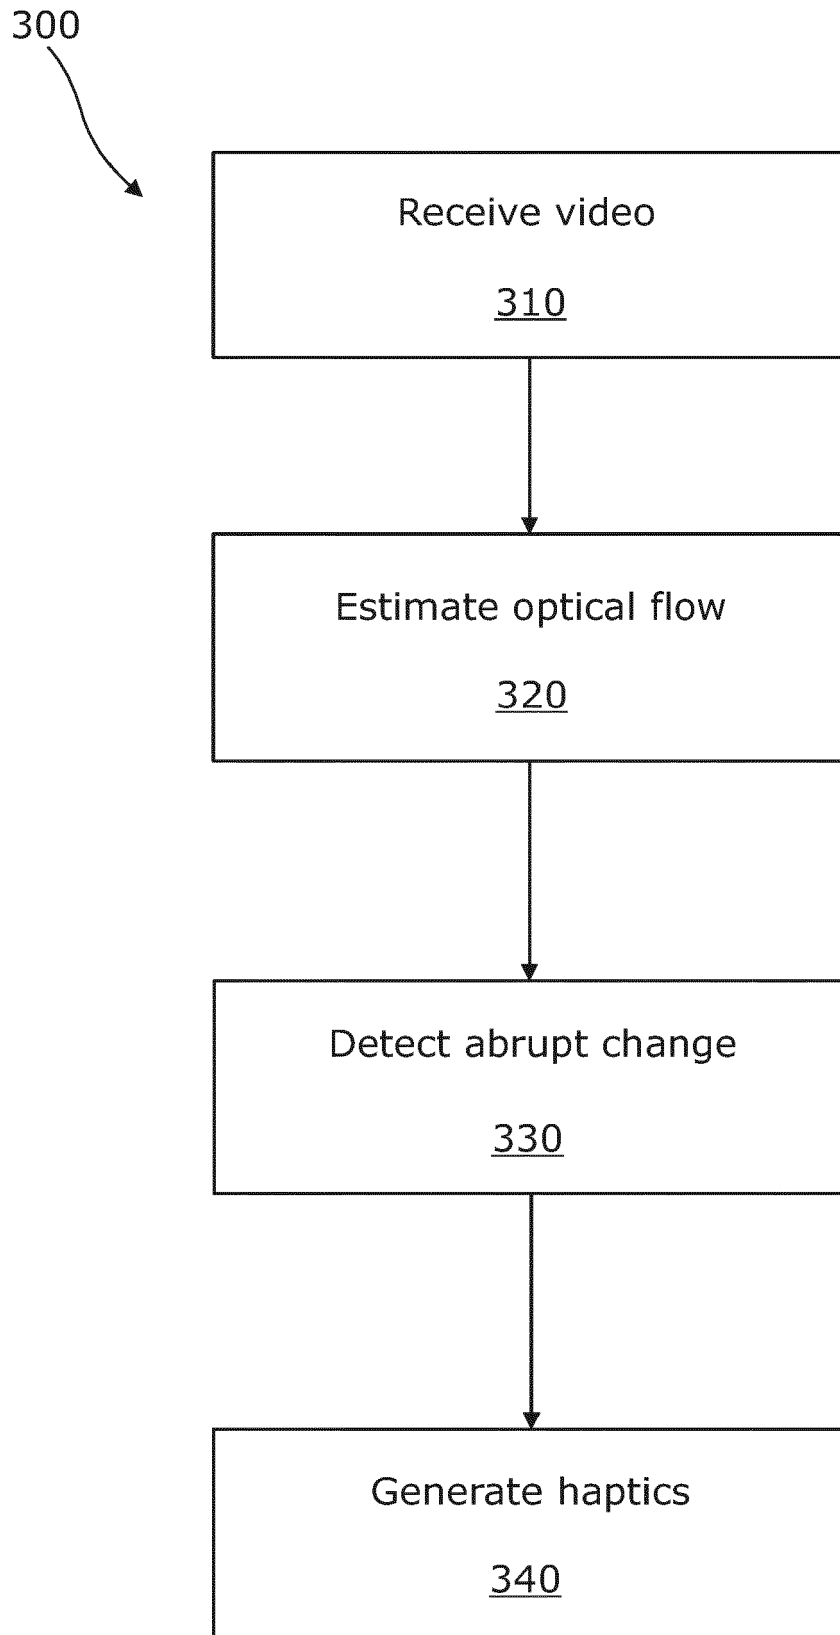 300
Receive video
310
Estimate optical flow
320
Detect abrupt change
330
Generate haptics
340